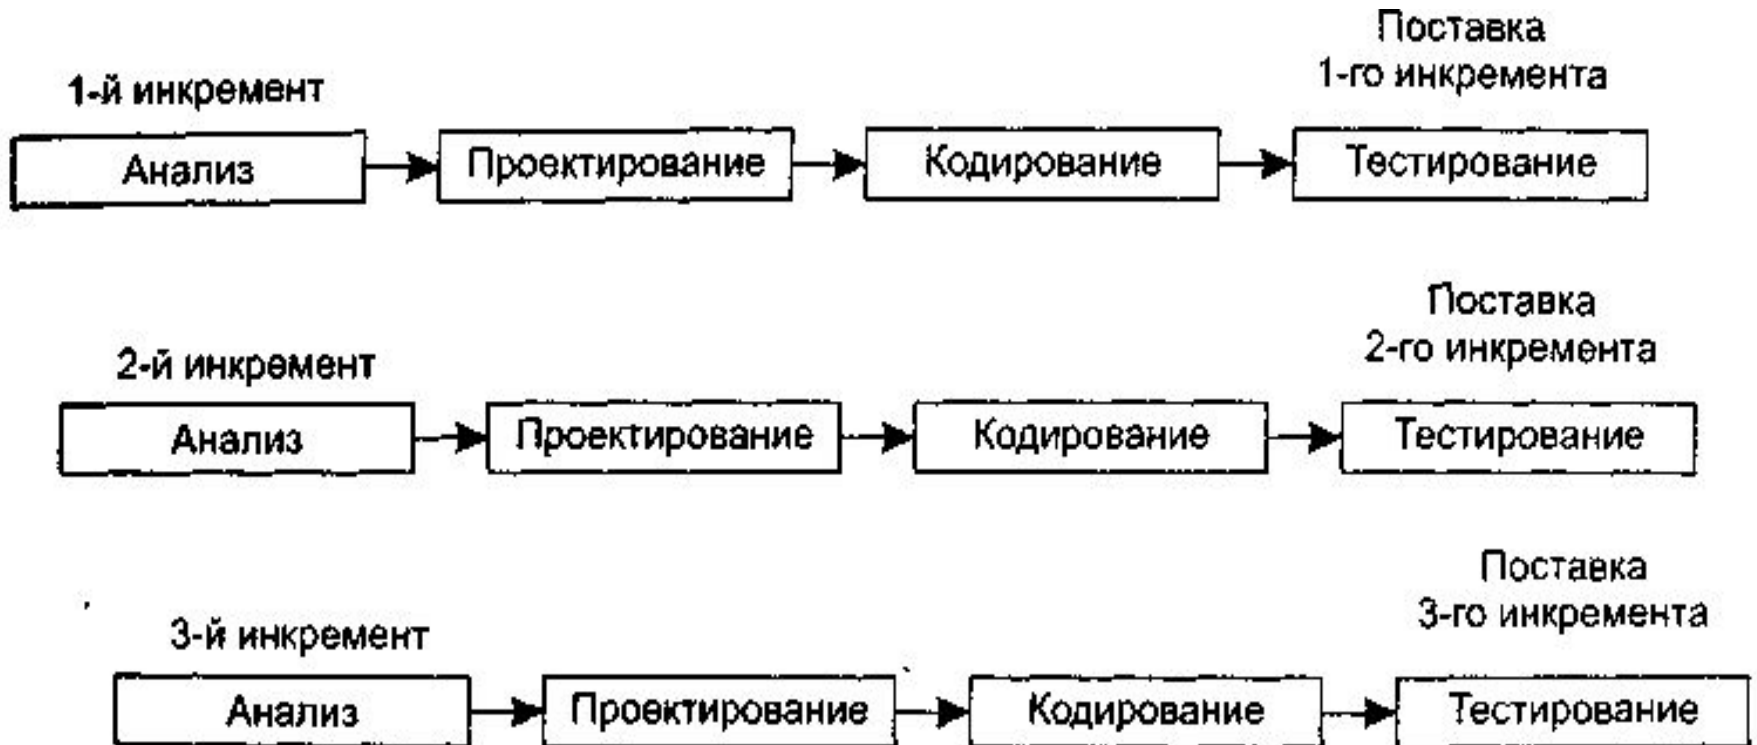 Поставка
1-й инкремент
1-го инкремента
Анализ
Проектирование
Кодирование
Тестирование
Поставка
2-й инкремент
2-го инкремента
Анализ
Проектирование
Кодирование
Тестирование
Поставка
3-й инкремент
3-го инкремента
Анализ
Проектирование
Кодирование
Тестирование